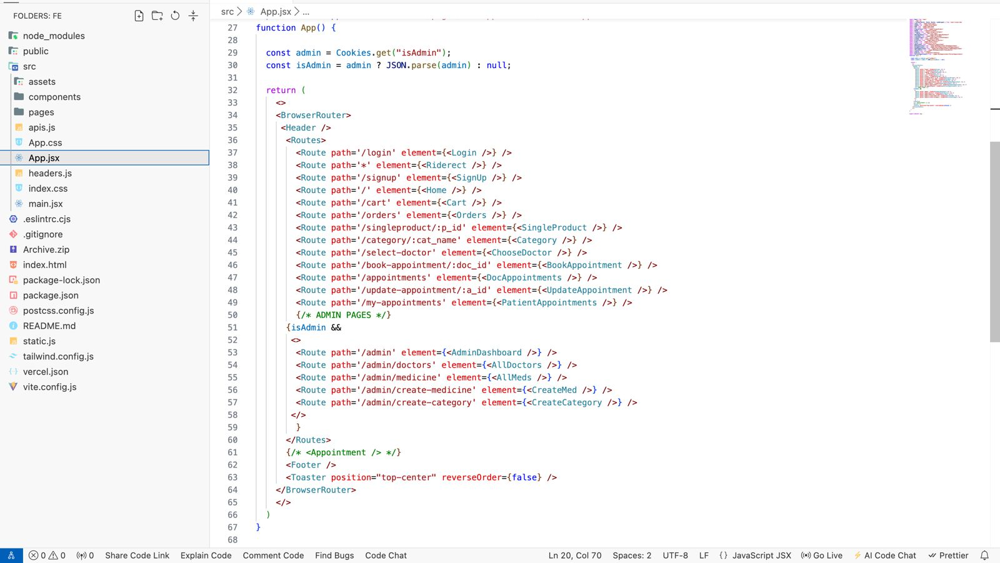 FOLDERS: FE
node_modules
public
src
assets
components
pages
apis.js
App.css
App.jsx
headers.js
index.css
main.jsx
.eslintrc.cjs
.gitignore
Archive.zip
index.html
package-lock.json
package.json
postcss.config.js
README.md
static.js
tailwind.config.js
vercel.json
vite.config.js
src > App.jsx > ...
27 function App() {
28
29 const admin = Cookies.get("isAdmin");
30 const isAdmin = admin ? JSON.parse(admin) : null;
31
32 return (
33 <>
34 <BrowserRouter>
35 <Header />
36 <Routes>
37 <Route path='/login' element={<Login />} />
38 <Route path='*' element={<Riderect />} />
39 <Route path='/signup' element={<SignUp />} />
40 <Route path='/' element={<Home />} />
41 <Route path='/cart' element={<Cart />} />
42 <Route path='/orders' element={<Orders />} />
43 <Route path='/singleproduct/:p_id' element={<SingleProduct />} />
44 <Route path='/category/:cat_name' element={<Category />} />
45 <Route path='/select-doctor' element={<ChooseDoctor />} />
46 <Route path='/book-appointment/:doc_id' element={<BookAppointment />} />
47 <Route path='/appointments' element={<DocAppointments />} />
48 <Route path='/update-appointment/:a_id' element={<UpdateAppointment />} />
49 <Route path='/my-appointments' element={<PatientAppointments />} />
50 {/* ADMIN PAGES */}
51 {isAdmin &&
52 <>
53 <Route path='/admin' element={<AdminDashboard />} />
54 <Route path='/admin/doctors' element={<AllDoctors />} />
55 <Route path='/admin/medicine' element={<AllMeds />} />
56 <Route path='/admin/create-medicine' element={<CreateMed />} />
57 <Route path='/admin/create-category' element={<CreateCategory />} />
58 </>
59 }
60 </Routes>
61 {/* <Appointment /> */}
62 <Footer />
63 <Toaster position="top-center" reverseOrder={false} />
64 </BrowserRouter>
65 </>
66 )
67 }
68
0 0 0 Share Code Link Explain Code Comment Code Find Bugs Code Chat Ln 20, Col 70 Spaces: 2 UTF-8 LF {} JavaScript JSX Go Live AI Code Chat Prettier